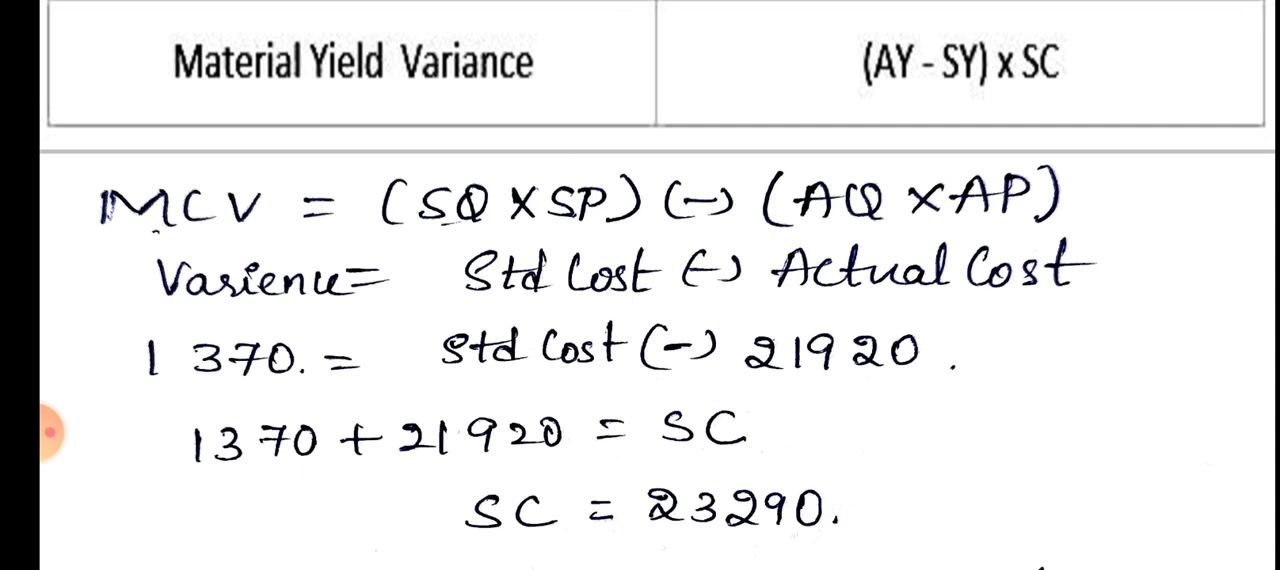 Material Yield Variance (AY - SY) x SC
MCV = (SQ X SP) (-) (AQ X AP)
Varience = Std Cost (-) Actual Cost
1 370. = Std Cost (-) 21920.
1370 + 21920 = SC
SC = 23290.